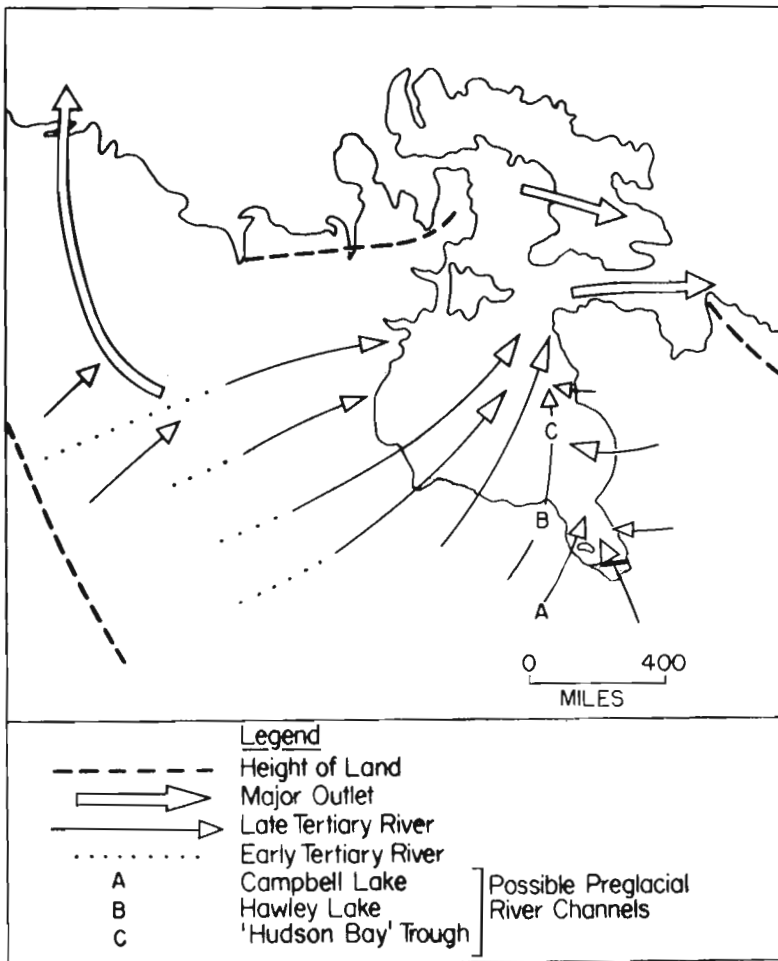 C
B
A
0 400
MILES
Legend
Height of Land
Major Outlet
Late Tertiary River
Early Tertiary River
A Campbell Lake
B Hawley Lake
C 'Hudson Bay' Trough
Possible Preglacial
River Channels